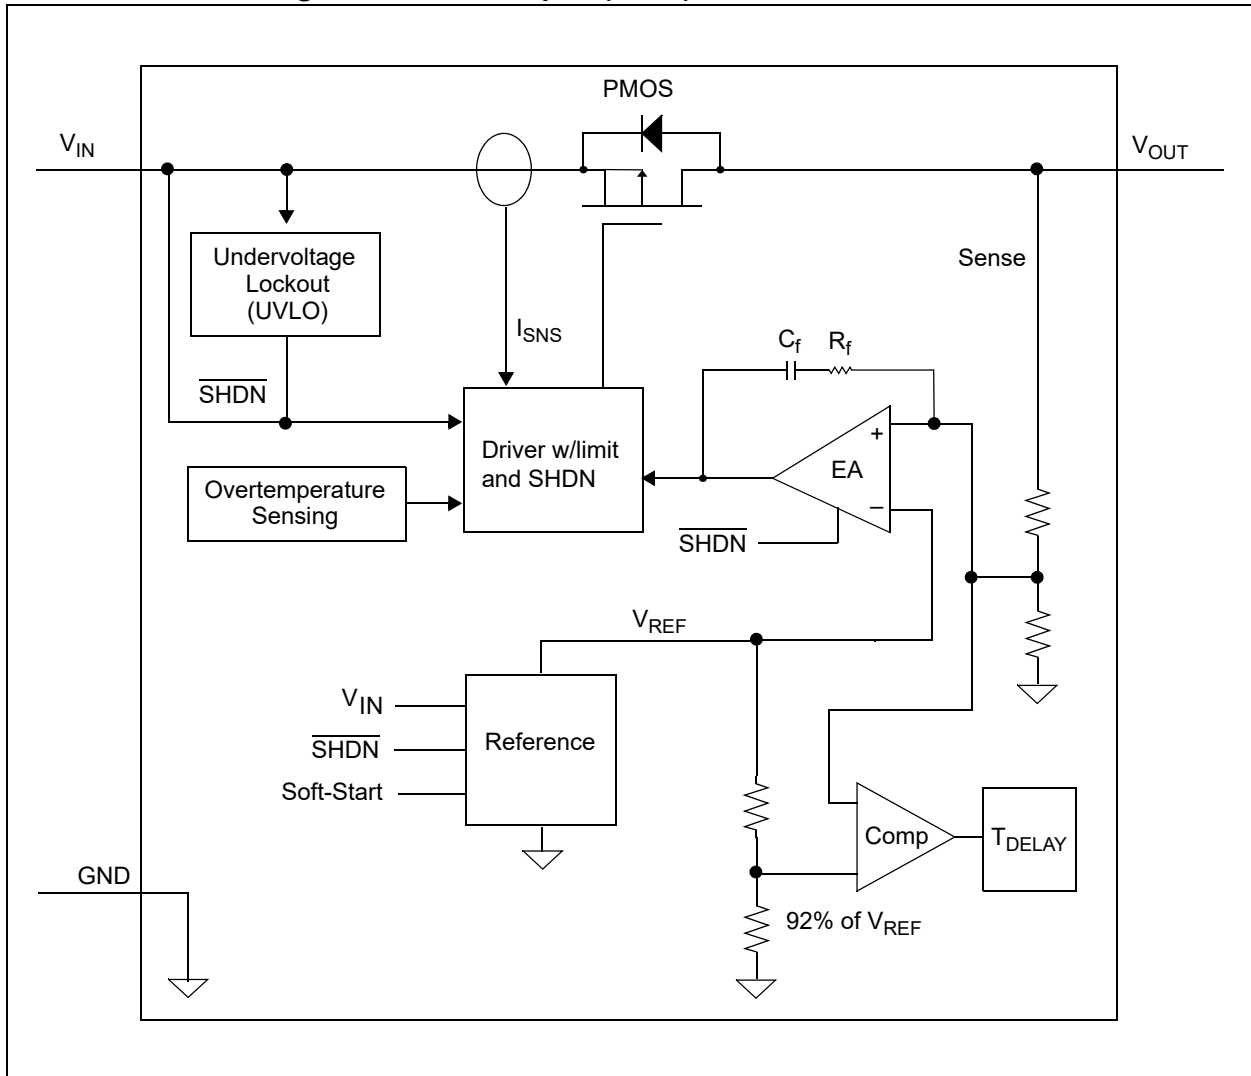 PMOS
VIN
VOUT
Undervoltage
Lockout
(UVLO)
Sense
ISNS
Cf
Rf
SHDN
Driver w/limit
and SHDN
+
EA
−
Overtemperature
Sensing
SHDN
VREF
VIN
SHDN
Soft-Start
Reference
Comp
TDELAY
GND
92% of VREF